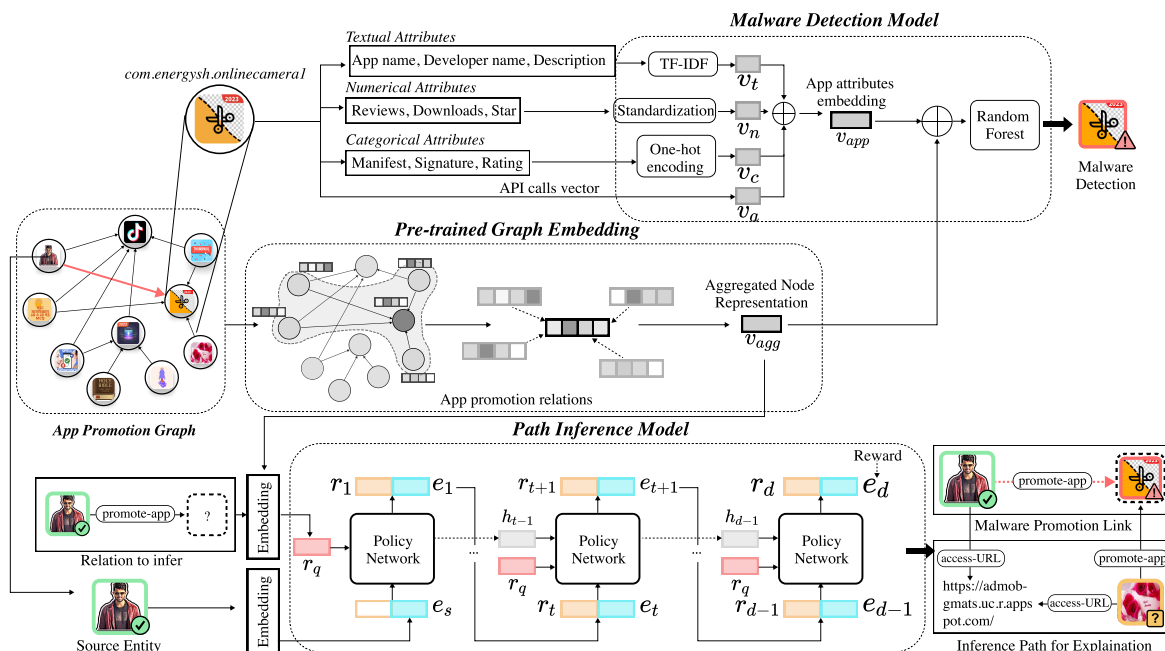 Malware Detection Model
Textual Attributes
App name, Developer name, Description
TF-IDF
v_t
com.energysh.onlinecamera1
2023
Numerical Attributes
Reviews, Downloads, Star
Standardization
v_n
App attributes
embedding
v_app
Random
Forest
2023
Malware
Detection
Categorical Attributes
Manifest, Signature, Rating
One-hot
encoding
v_c
API calls vector
v_a
Pre-trained Graph Embedding
Aggregated Node
Representation
v_agg
App promotion relations
HOLY
BIBLE
App Promotion Graph
Path Inference Model
Reward
r_1
e_1
r_{t+1}
e_{t+1}
r_d
e_d
promote-app
?
Relation to infer
Embedding
r_q
Policy
Network
...
h_{t-1}
r_q
Policy
Network
...
h_{d-1}
r_q
Policy
Network
e_s
r_t
e_t
r_{d-1}
e_{d-1}
Source Entity
Embedding
promote-app
2023
Malware Promotion Link
access-URL
promote-app
https://admob-
gmats.uc.r.apps
pot.com/
access-URL
?
Inference Path for Explaination